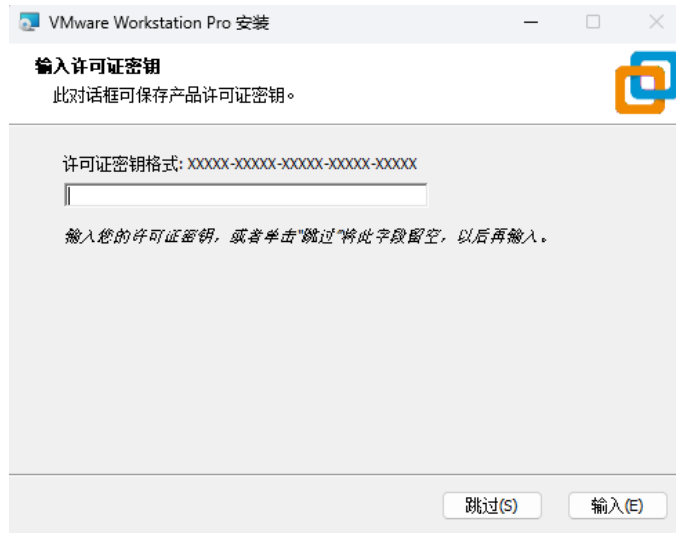 VMware Workstation Pro 安装
输入许可证密钥
此对话框可保存产品许可证密钥。
许可证密钥格式: XXXXX-XXXXX-XXXXX-XXXXX-XXXXX
输入您的许可证密钥，或者单击"跳过"将此字段留空，以后再输入。
跳过(S) 输入(E)